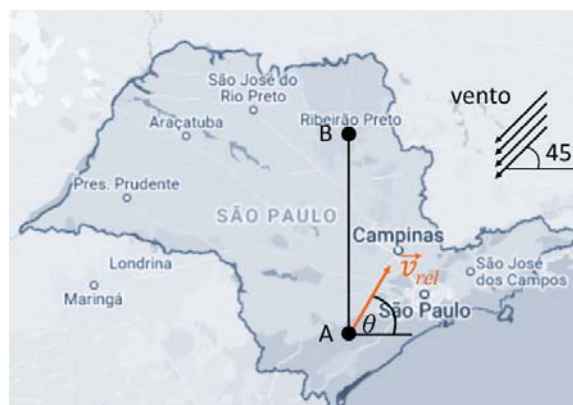 São José do
Rio Preto
Ribeirão Preto
B
vento
45
Araçatuba
Pres. Prudente
SÃO PAULO
Campinas
v⃗rel
São José
dos Campos
Londrina
Maringá
São Paulo
A
θ